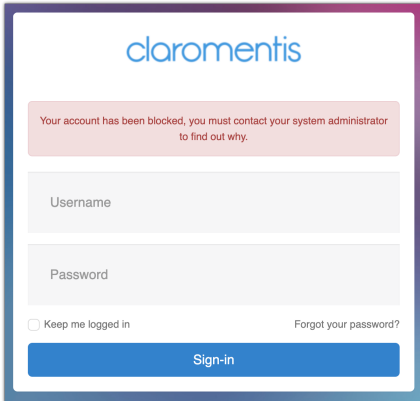 claromentis
Your account has been blocked, you must contact your system administrator
to find out why.
Username
Password
Keep me logged in
Forgot your password?
Sign-in